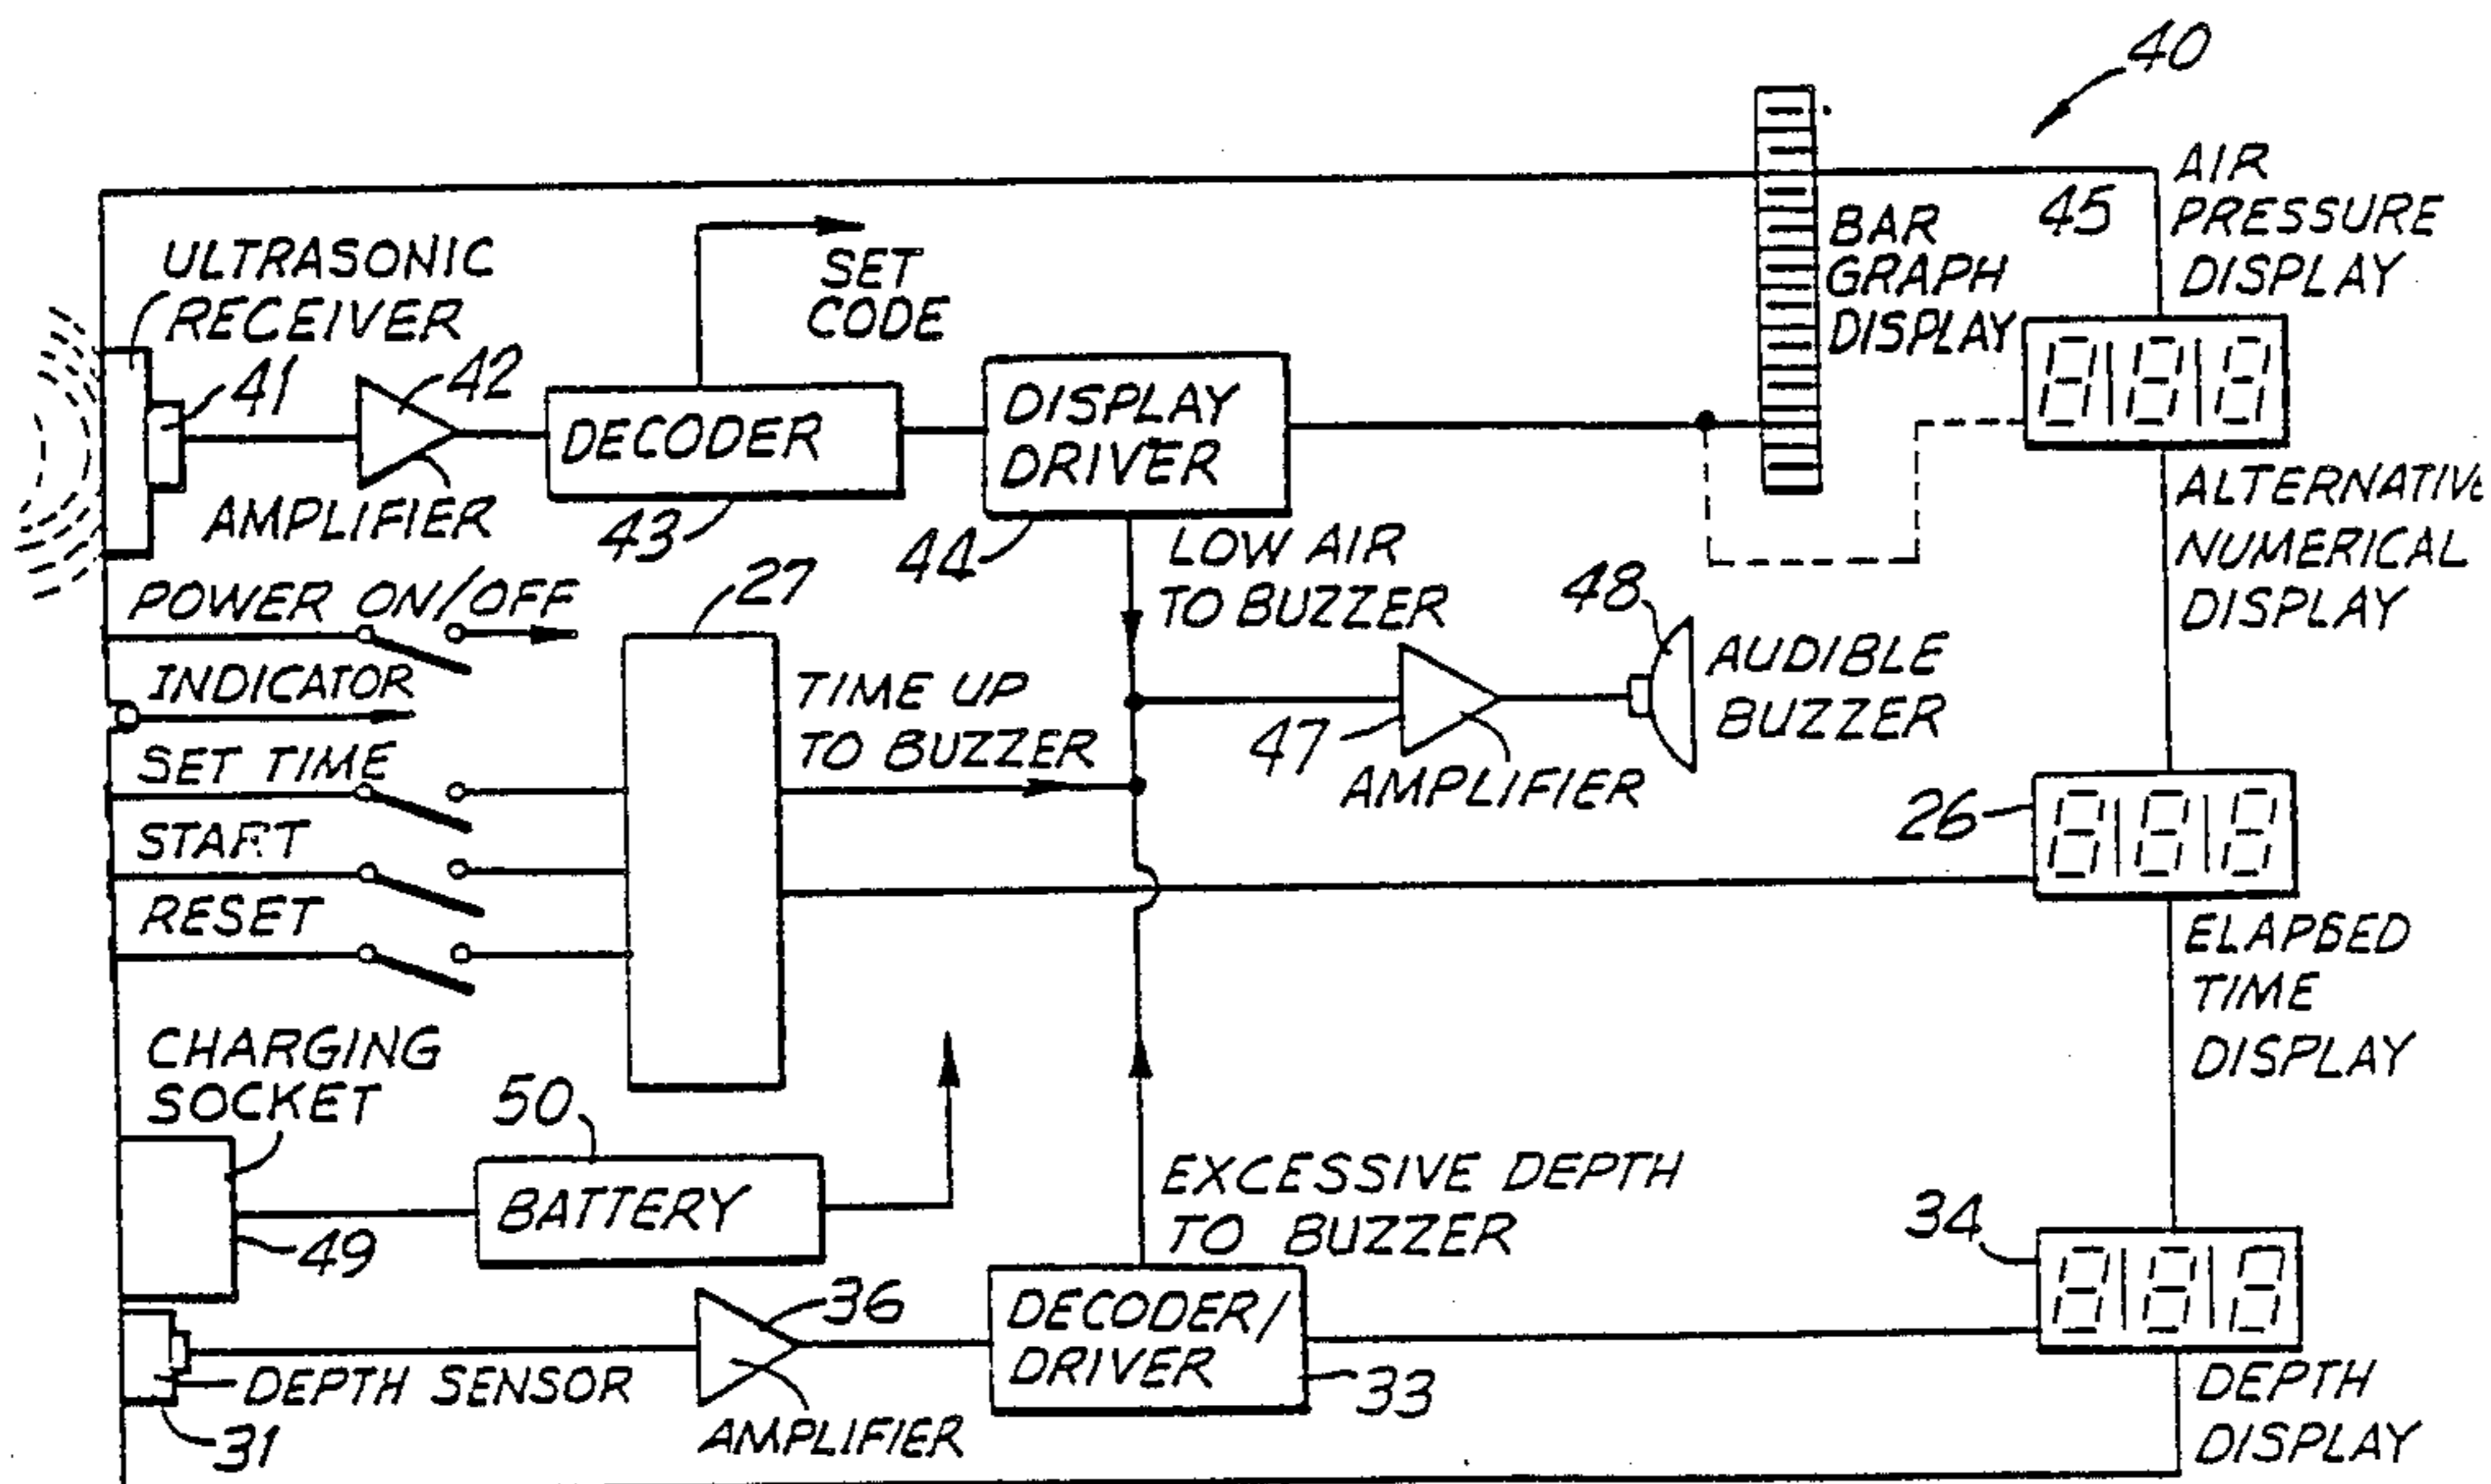 40
AIR
PRESSURE
DISPLAY
45
BAR
GRAPH
DISPLAY
ULTRASONIC
RECEIVER
SET
CODE
41
42
AMPLIFIER
DECODER
43
DISPLAY
DRIVER
44
ALTERNATIVE
NUMERICAL
DISPLAY
LOW AIR
TO BUZZER
POWER ON/OFF
INDICATOR
SET TIME
START
RESET
27
TIME UP
TO BUZZER
47
AMPLIFIER
48
AUDIBLE
BUZZER
26
ELAPSED
TIME
DISPLAY
CHARGING
SOCKET
49
50
BATTERY
EXCESSIVE DEPTH
TO BUZZER
DEPTH SENSOR
31
36
AMPLIFIER
DECODER/
DRIVER
33
34
DEPTH
DISPLAY